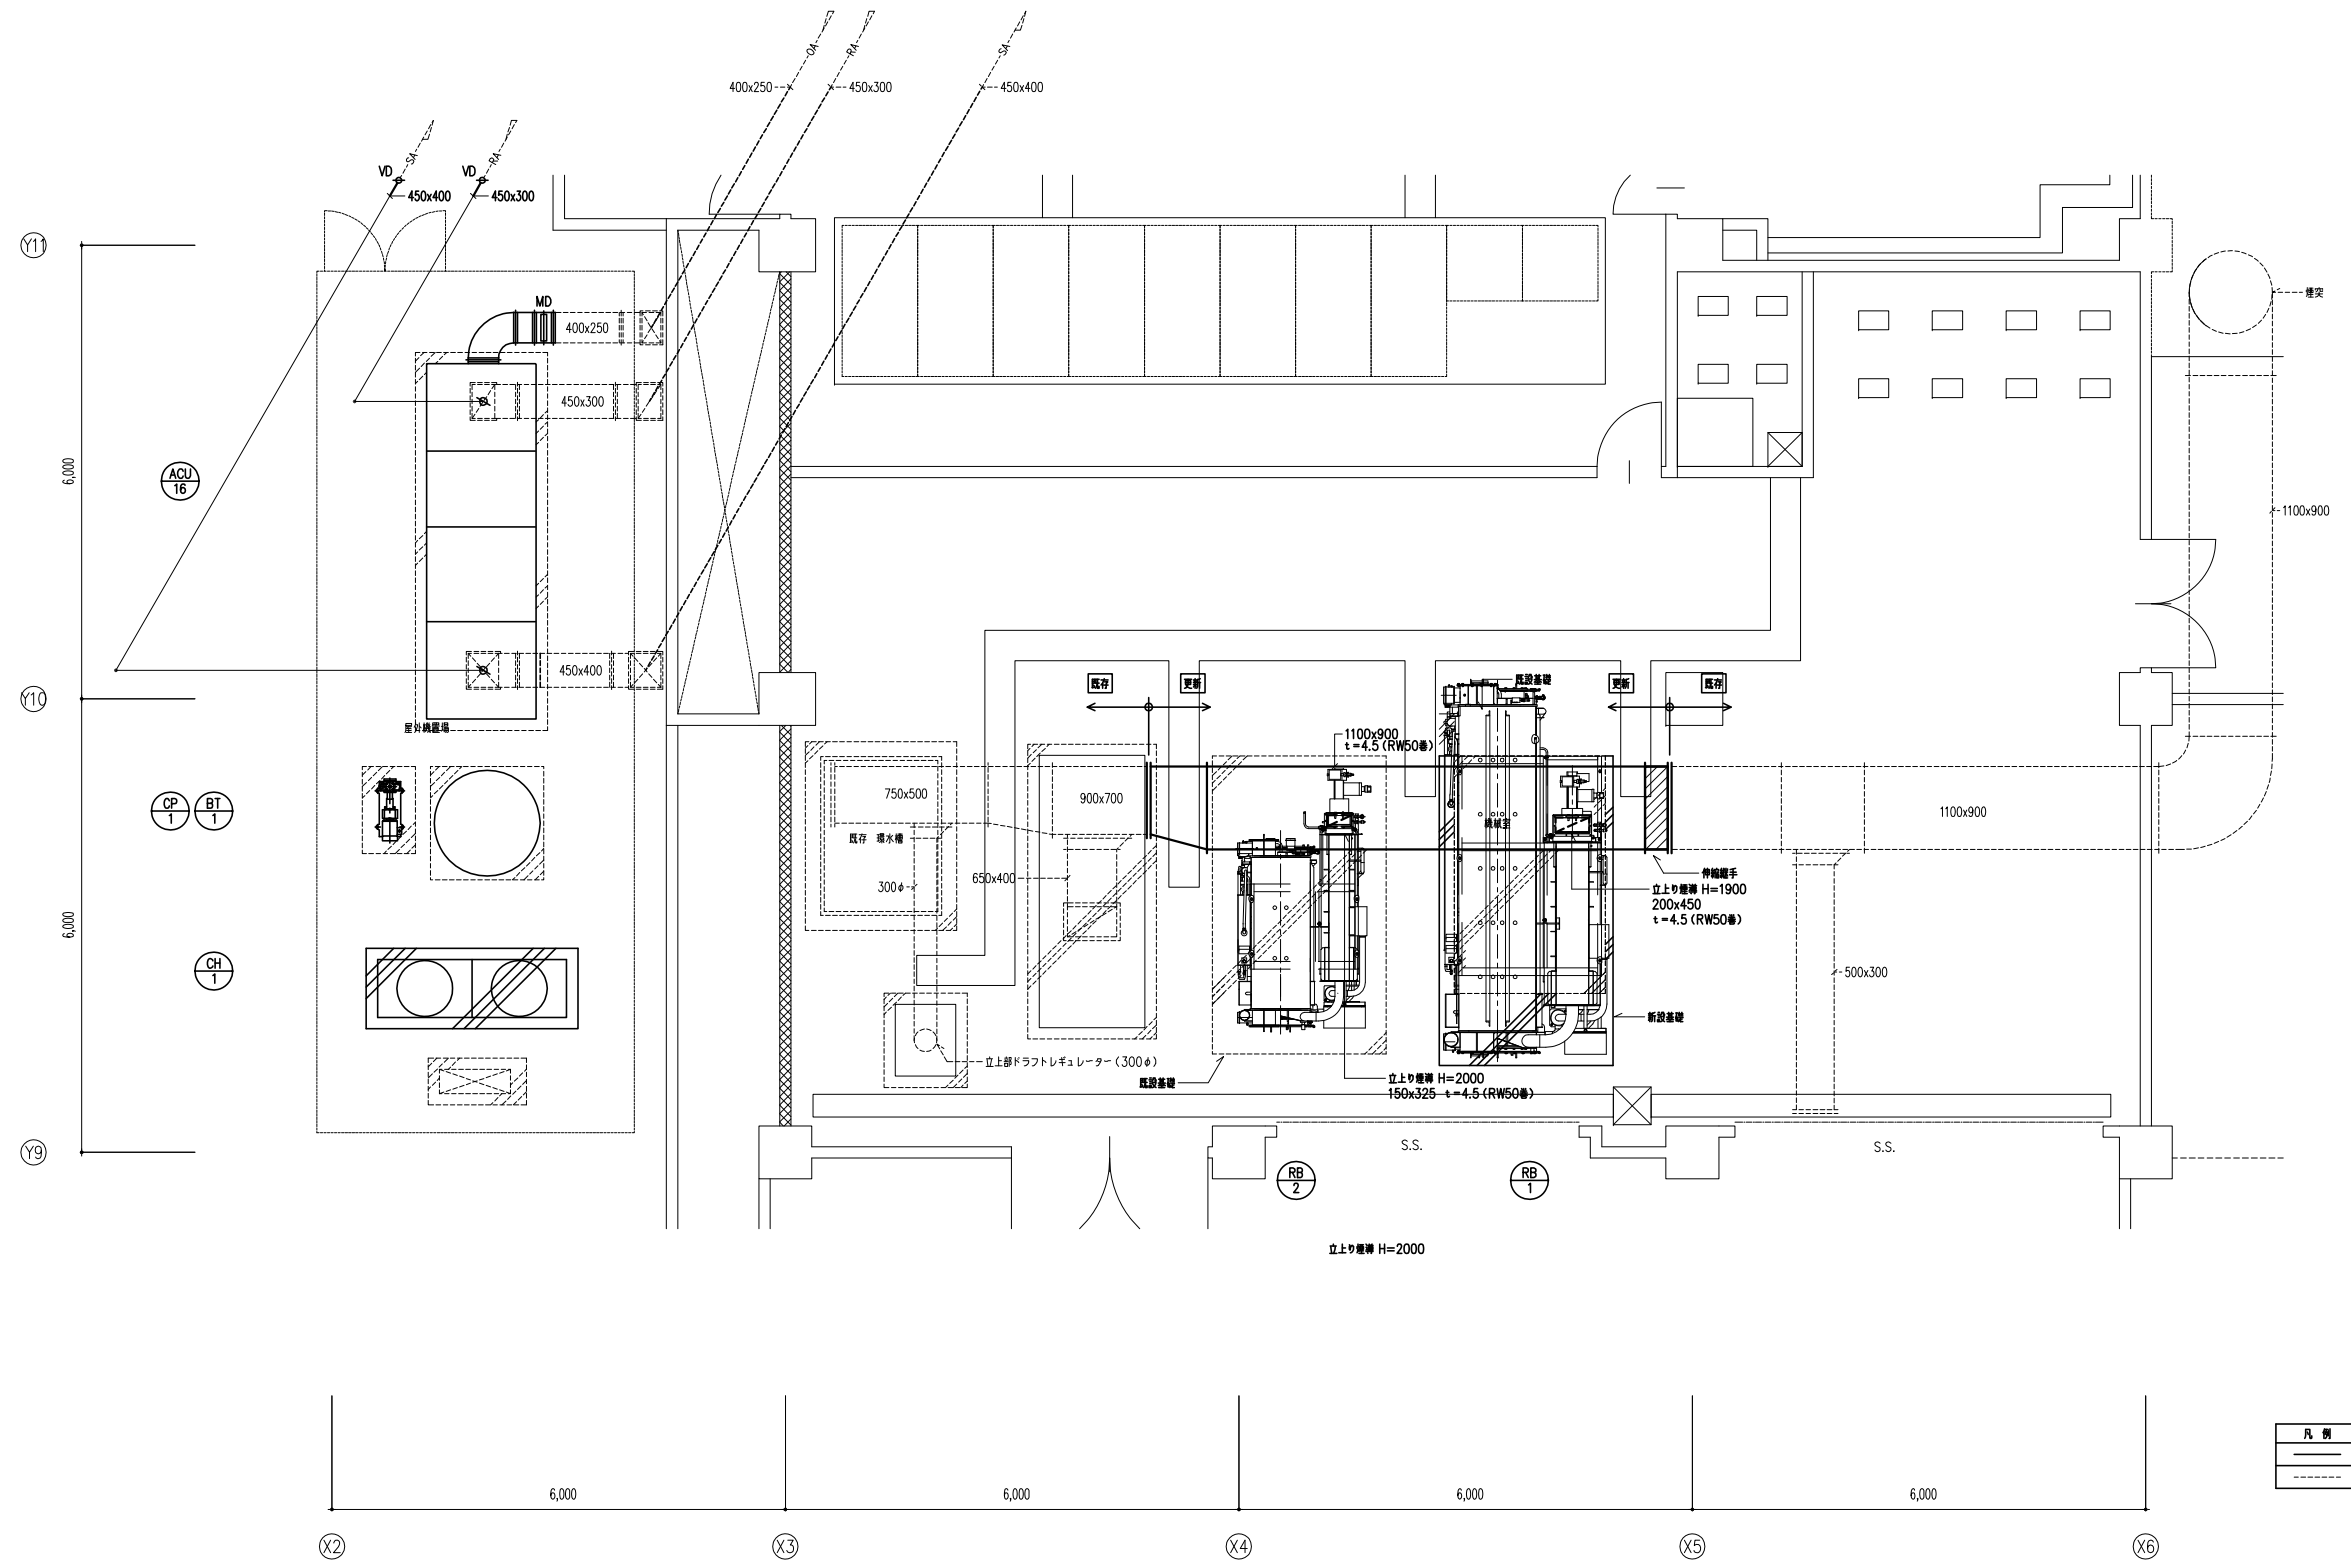 OA
RA
SA
400x250
450x300
450x400
SA
RA
VD
VD
450x400
450x300
Y11
MD
400x250
煙突
450x300
6,000
ACU
16
1100x900
450x400
既存
更新
既設基礎
更新
既存
Y10
屋外機置場
1100x900
t=4.5(RW50巻)
750x500
900x700
CP
1
BT
1
機械室
1100x900
既存 環水槽
300φ
650x400
伸縮継手
立上り煙導 H=1900
200x450
t=4.5(RW50巻)
6,000
CH
1
500x300
新設基礎
立上部ドラフトレギュレーター(300φ)
既設基礎
立上り煙導 H=2000
150x325 t=4.5(RW50巻)
Y9
S.S.
S.S.
RB
2
RB
1
立上り煙導 H=2000
凡 例
6,000
6,000
6,000
6,000
X2
X3
X4
X5
X6